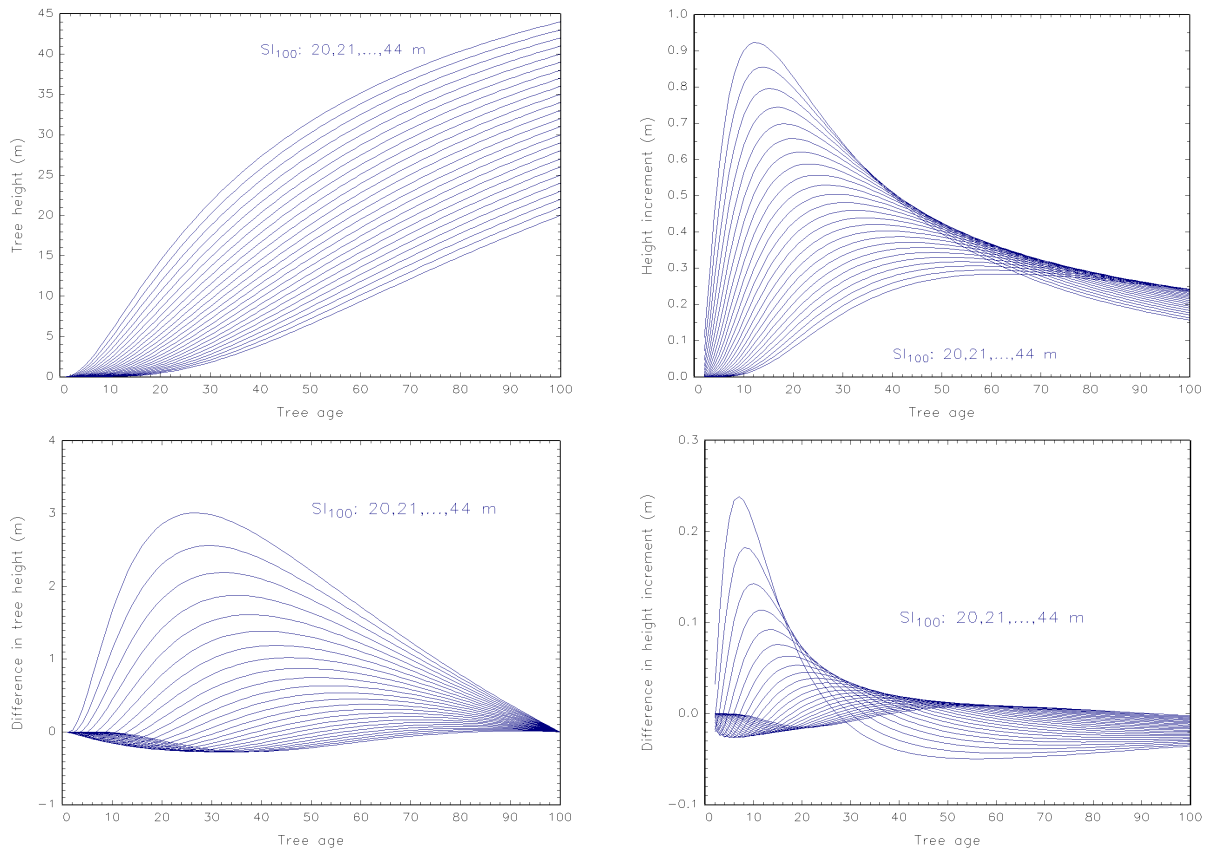 45
40
35
30
25
20
15
10
5
0
Tree height (m)
SI100: 20,21,...,44 m
0 10 20 30 40 50 60 70 80 90 100
Tree age
1.0
0.9
0.8
0.7
0.6
0.5
0.4
0.3
0.2
0.1
0.0
Height increment (m)
SI100: 20,21,...,44 m
0 10 20 30 40 50 60 70 80 90 100
Tree age
4
3
2
1
0
−1
Difference in tree height (m)
SI100: 20,21,...,44 m
0 10 20 30 40 50 60 70 80 90 100
Tree age
0.3
0.2
0.1
0.0
−0.1
Difference in height increment (m)
SI100: 20,21,...,44 m
0 10 20 30 40 50 60 70 80 90 100
Tree age